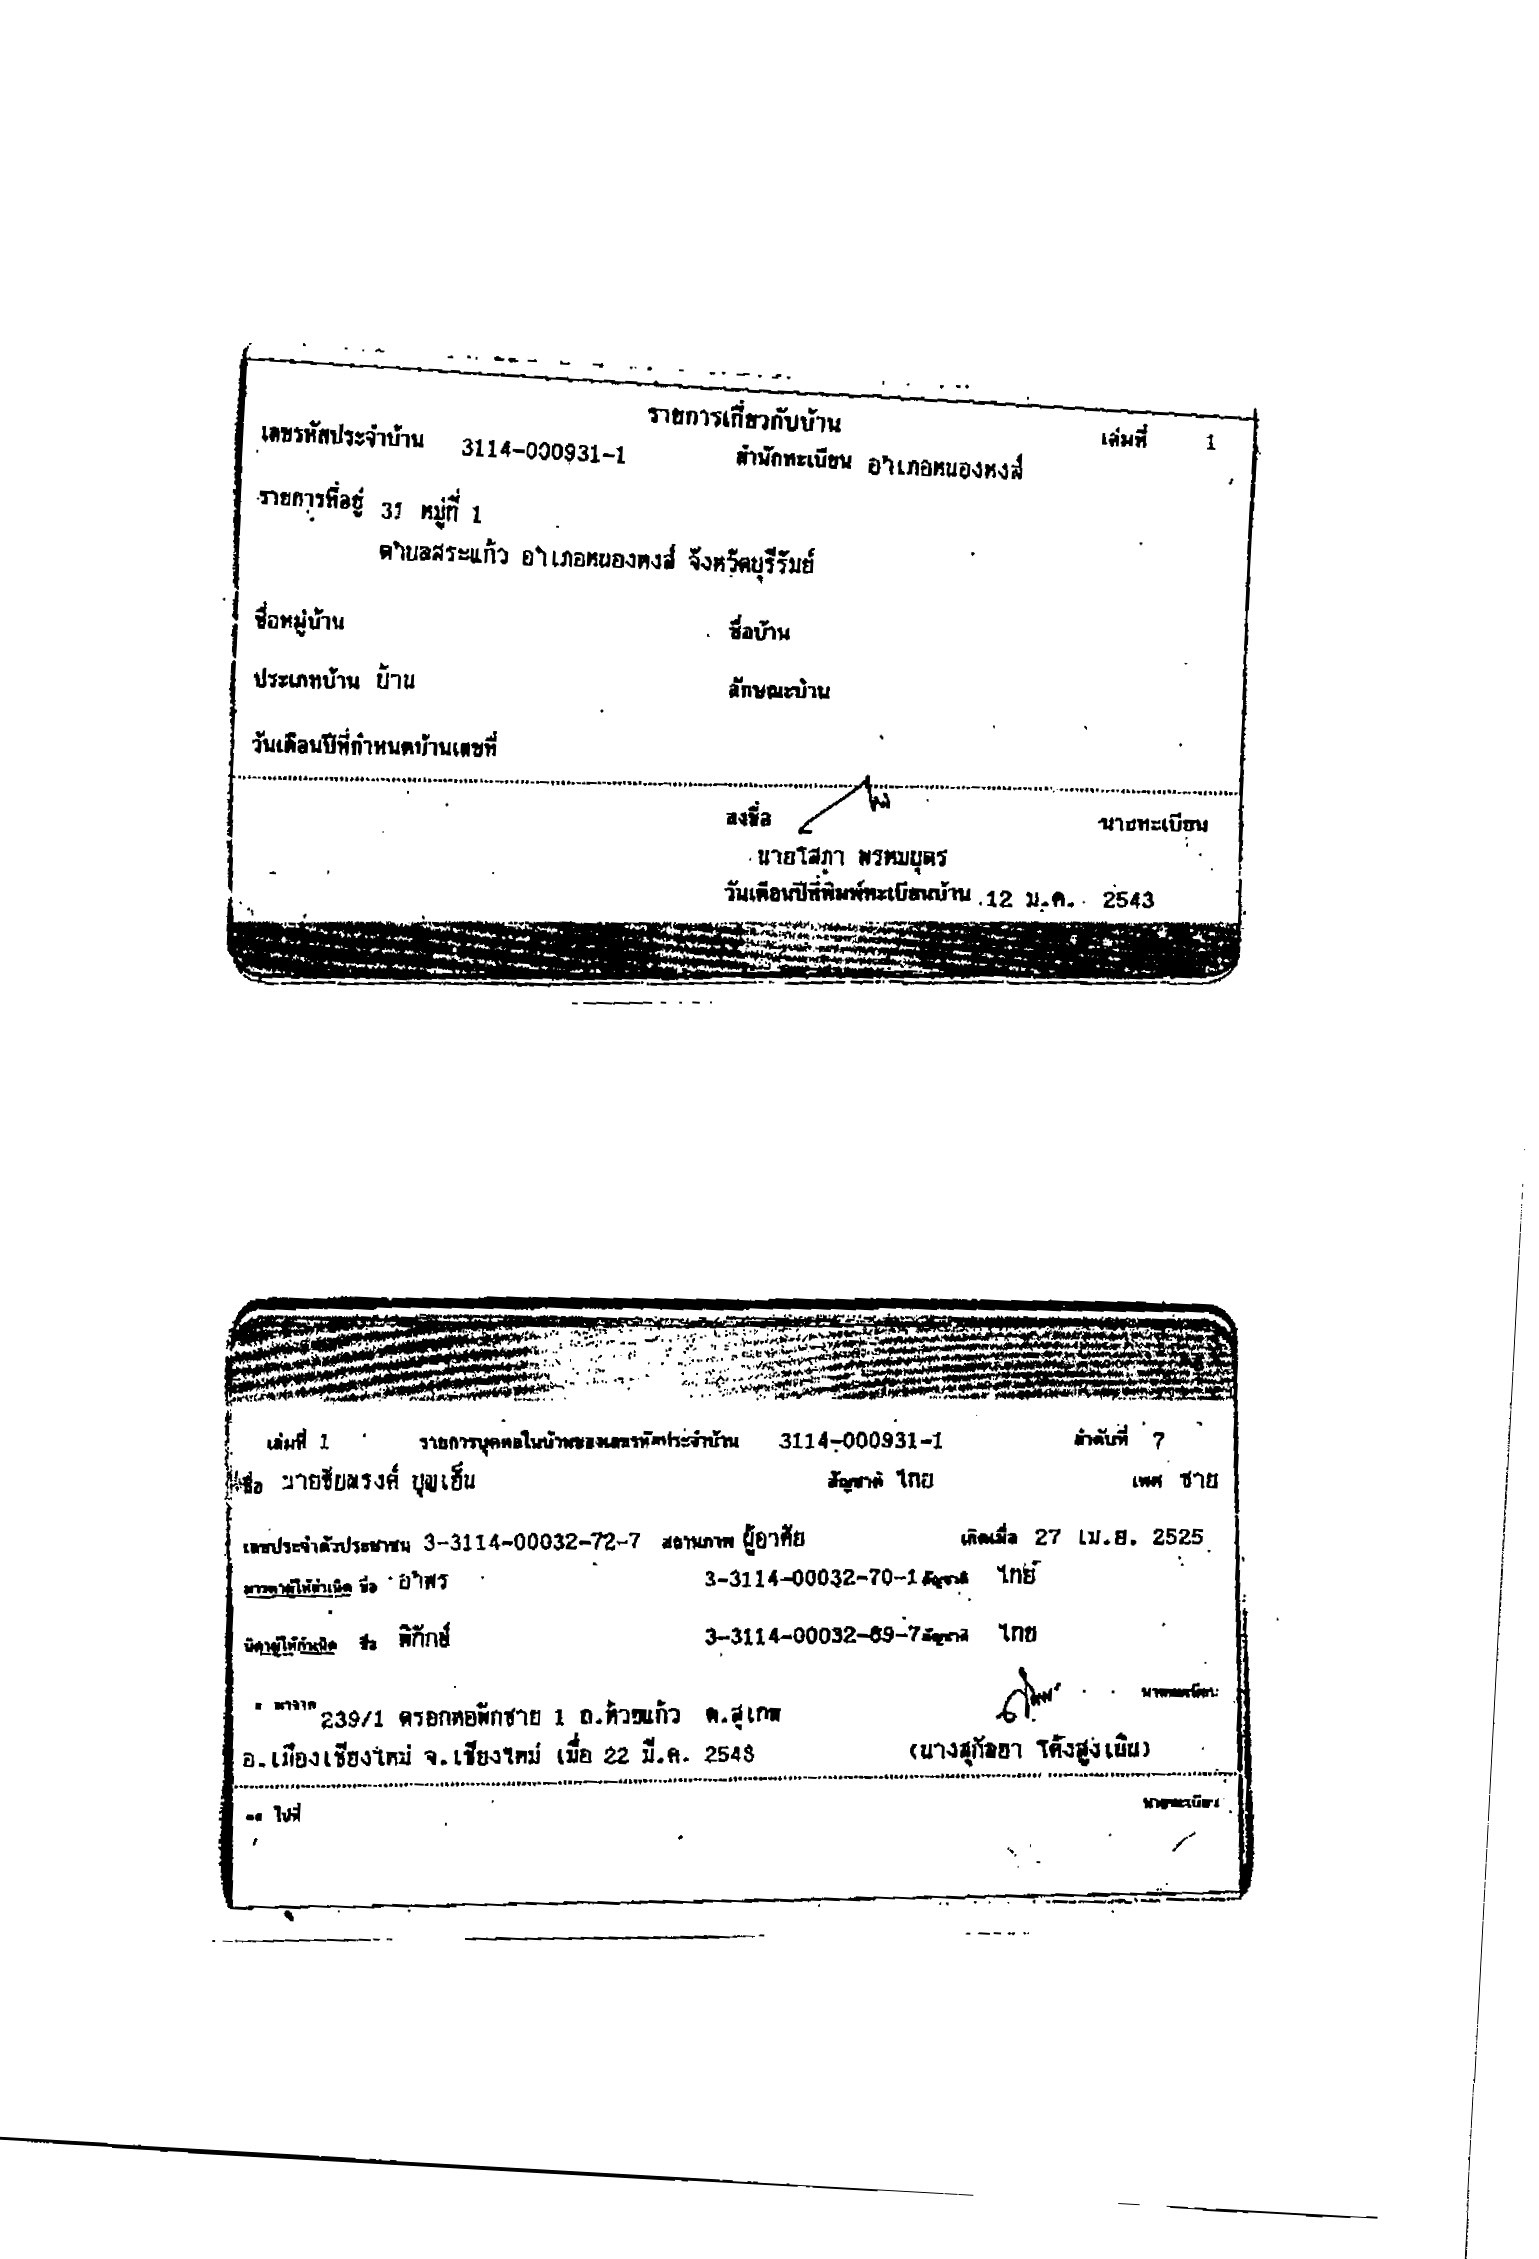 รายการเกี่ยวกับบ้าน เล่มที่ 1
เลขรหัสประจำบ้าน 3114-000931-1 สำนักทะเบียน อำเภอหนองหงส์
รายการที่อยู่ 31 หมู่ที่ 1
ตำบลสระแก้ว อำเภอหนองหงส์ จังหวัดบุรีรัมย์
ชื่อหมู่บ้าน ชื่อบ้าน
ประเภทบ้าน บ้าน ลักษณะบ้าน
วันเดือนปีที่กำหนดบ้านเลขที่
ลงชื่อ นายทะเบียน
นายโสภา พรหมบุตร
วันเดือนปีที่พิมพ์ทะเบียนบ้าน 12 ม.ค. 2543
เล่มที่ 1 รายการบุคคลในบ้านของเลขรหัสประจำบ้าน 3114-000931-1 ลำดับที่ 7
ชื่อ นายชัยณรงค์ บุญเย็น สัญชาติ ไทย เพศ ชาย
เลขประจำตัวประชาชน 3-3114-00032-72-7 สถานภาพ ผู้อาศัย เกิดเมื่อ 27 เม.ย. 2525
มารดาผู้ให้กำเนิด ชื่อ อำพร 3-3114-00032-70-1 สัญชาติ ไทย
บิดาผู้ให้กำเนิด ชื่อ พิทักษ์ 3-3114-00032-69-7 สัญชาติ ไทย
* มาจาก 239/1 ตรอกหอพักชาย 1 ถ.ห้วยแก้ว ต.สุเทพ นายทะเบียน
อ.เมืองเชียงใหม่ จ.เชียงใหม่ เมื่อ 22 มี.ค. 2548 (นางสุกัลยา โค้งสูงเนิน)
** ไปที่ นายทะเบียน